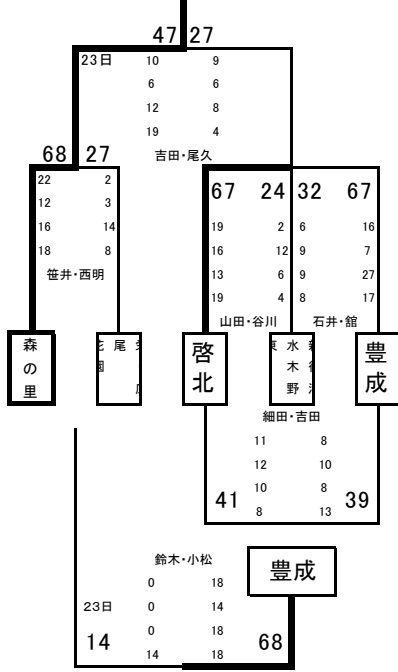 47 27
23日 10 9
6 6
12 8
19 4
吉田・尾久
68 27
22 2
12 3
16 14
18 8
笹井・西明
67 24 32 67
19 2 6 16
16 12 9 7
13 6 9 27
19 4 8 17
山田・谷川 石井・舘
森の里
尾
啓北
水木野
豊成
細田・吉田
11 8
12 10
10 8
8 13
41 39
鈴木・小松
豊成
0 18
23日 0 14
0 18
14 18
14 68